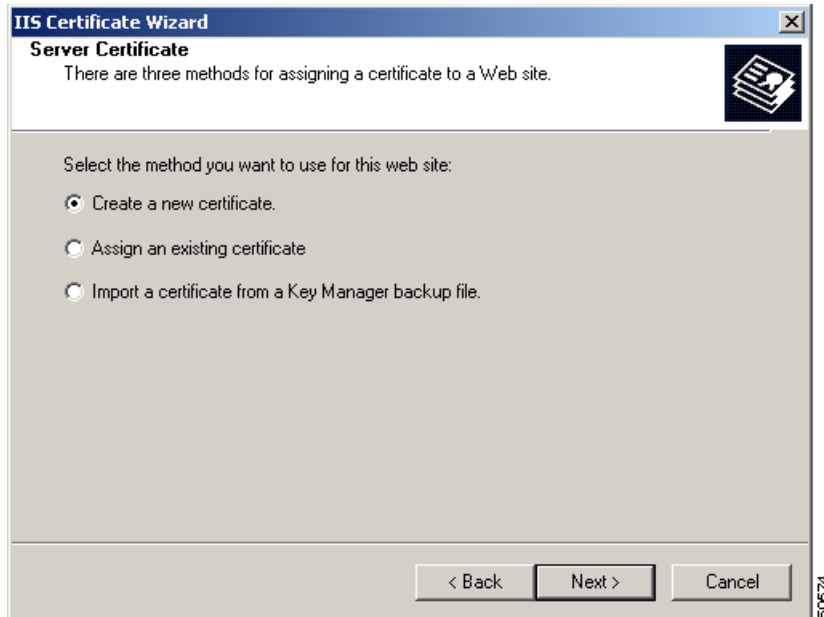 IIS Certificate Wizard
Server Certificate
There are three methods for assigning a certificate to a Web site.
Select the method you want to use for this web site:
Create a new certificate.
Assign an existing certificate
Import a certificate from a Key Manager backup file.
< Back Next > Cancel
50574